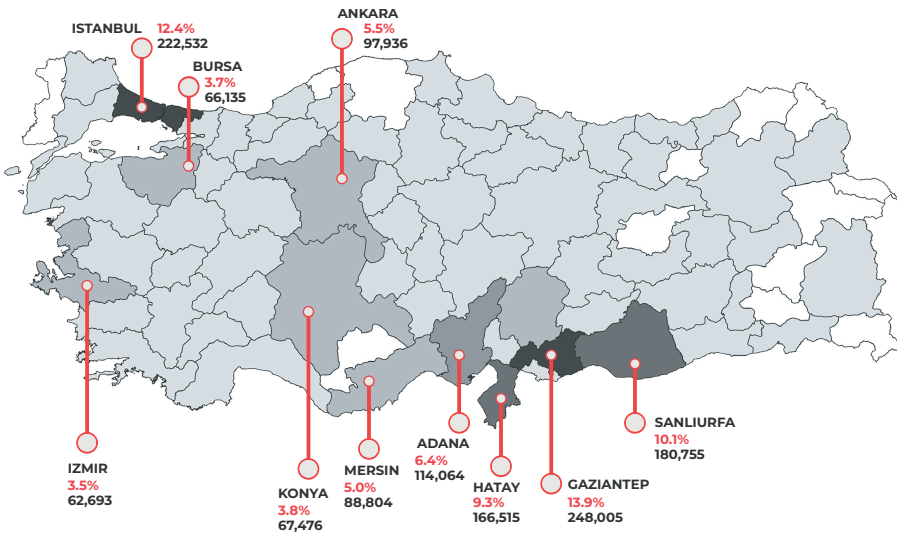 ANKARA
5.5%
97,936
ISTANBUL 12.4%
222,532
BURSA
3.7%
66,135
IZMIR
3.5%
62,693
KONYA
3.8%
67,476
MERSIN
5.0%
88,804
ADANA
6.4%
114,064
HATAY
9.3%
166,515
GAZIANTEP
13.9%
248,005
SANLIURFA
10.1%
180,755